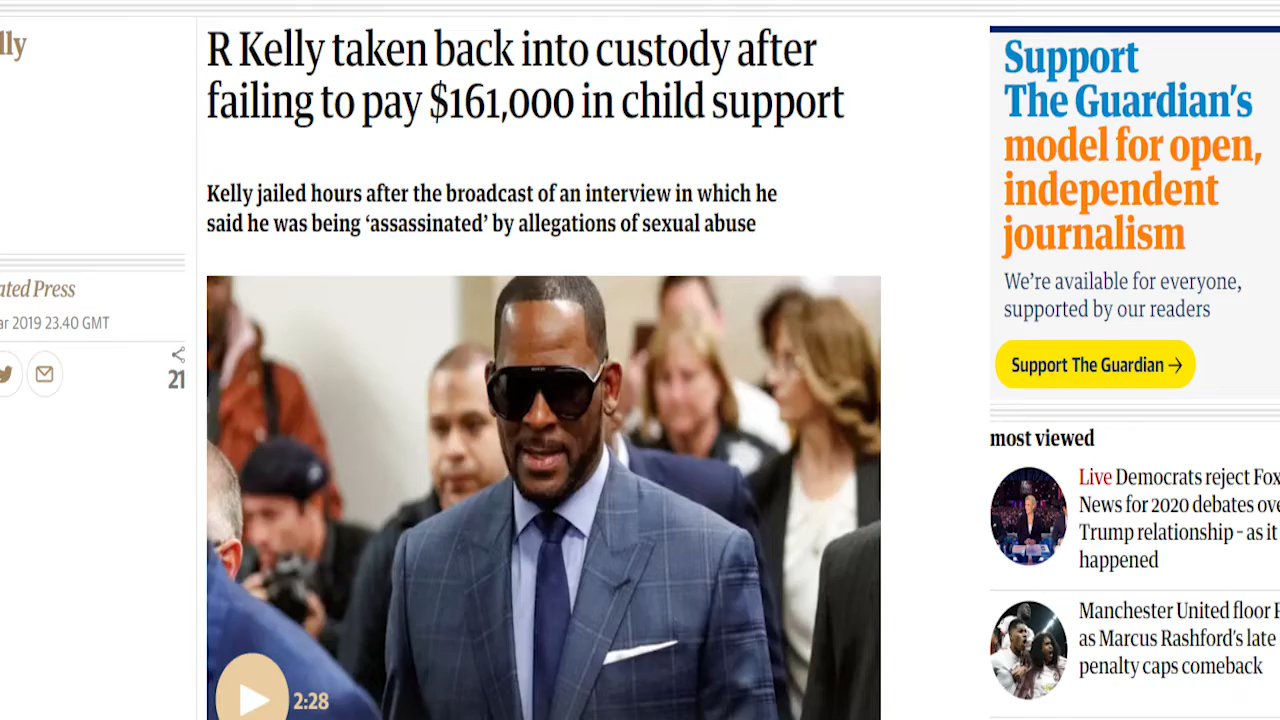 lly
R Kelly taken back into custody after
failing to pay $161,000 in child support
Kelly jailed hours after the broadcast of an interview in which he
said he was being ‘assassinated’ by allegations of sexual abuse
ated Press
ar 2019 23.40 GMT
21
2:28
Support
The Guardian’s
model for open,
independent
journalism
We’re available for everyone,
supported by our readers
Support The Guardian →
most viewed
Live Democrats reject Fox
News for 2020 debates ove
Trump relationship – as it
happened
Manchester United floor P
as Marcus Rashford’s late
penalty caps comeback